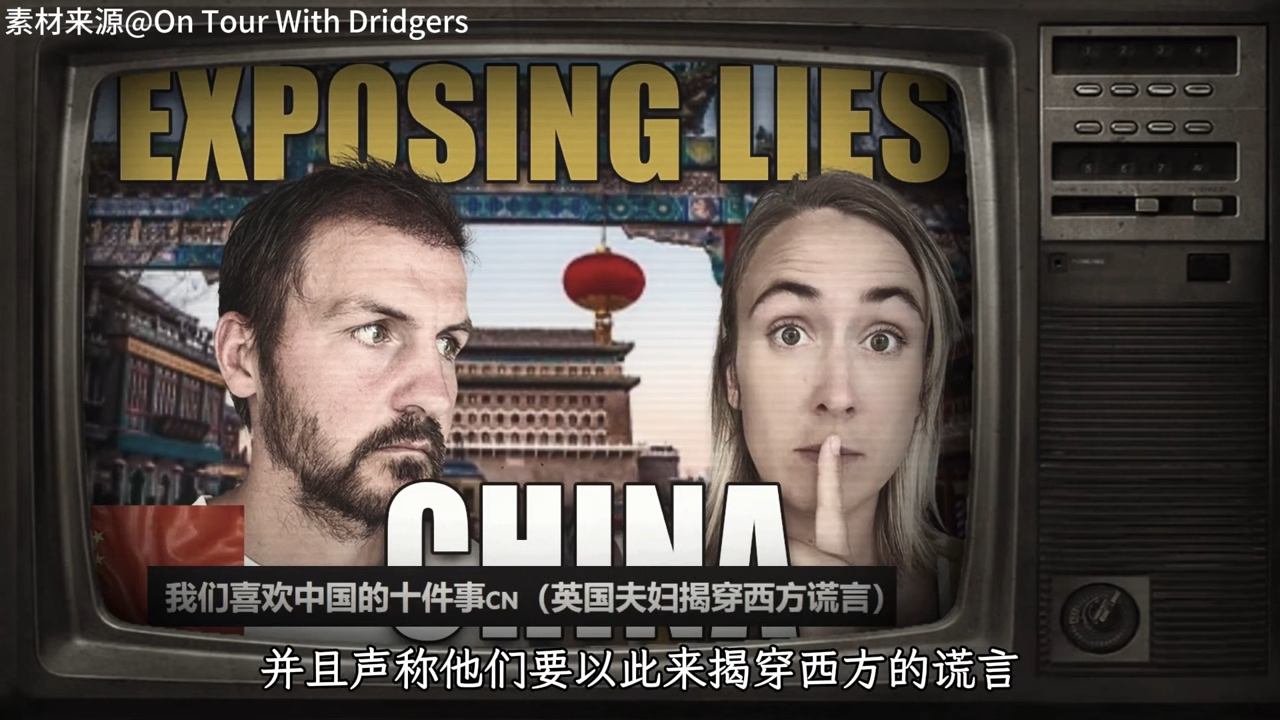 素材来源@On Tour With Dridgers
EXPOSING LIES
CHINA
我们喜欢中国的十件事CN（英国夫妇揭穿西方谎言）
并且声称他们要以此来揭穿西方的谎言